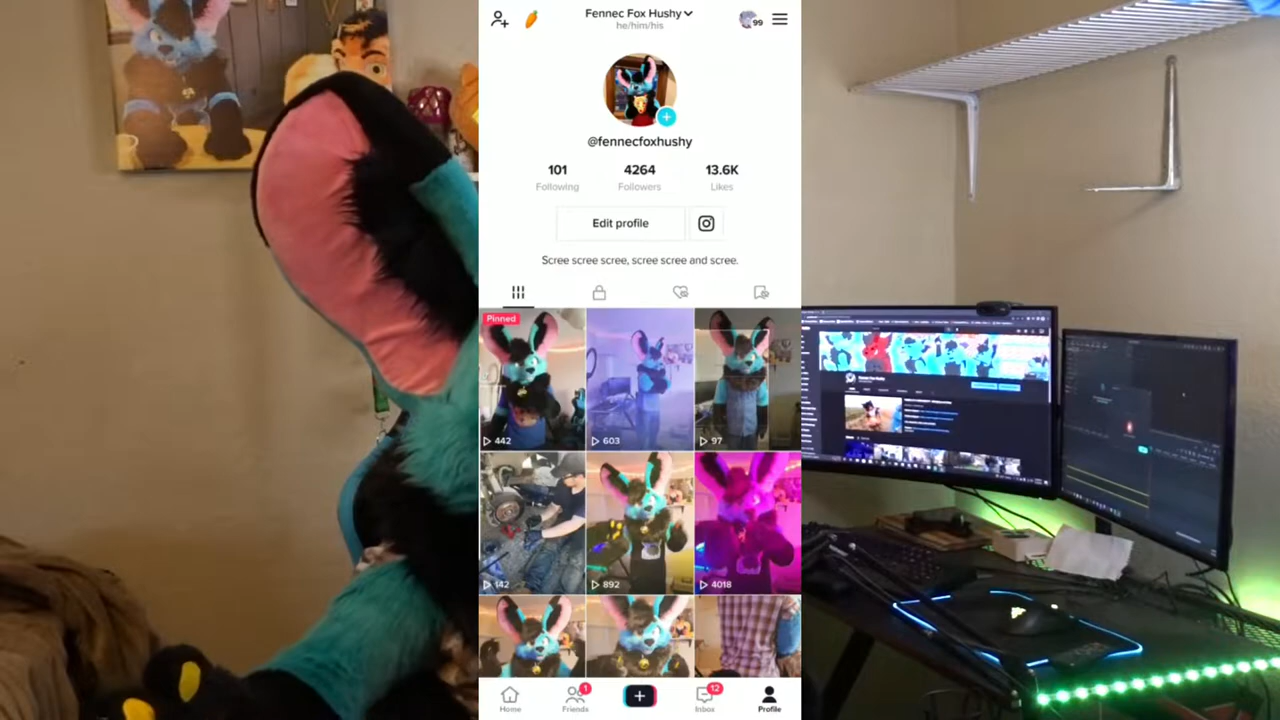 Fennec Fox Hushy
he/him/his
99
@fennecfoxhushy
101 4264 13.6K
Following Followers Likes
Edit profile
Scree scree scree, scree scree and scree.
Pinned
442 603 97
142 892 4018
1 12
Home Friends Inbox Profile